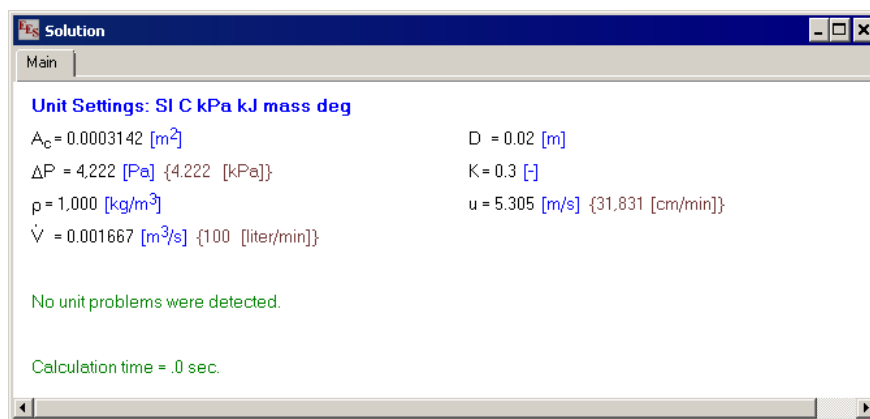 EES Solution
Main
Unit Settings: SI C kPa kJ mass deg
A_c = 0.0003142 [m²]
D = 0.02 [m]
ΔP = 4,222 [Pa] {4.222 [kPa]}
K = 0.3 [-]
ρ = 1,000 [kg/m³]
u = 5.305 [m/s] {31,831 [cm/min]}
V̇ = 0.001667 [m³/s] {100 [liter/min]}
No unit problems were detected.
Calculation time = .0 sec.